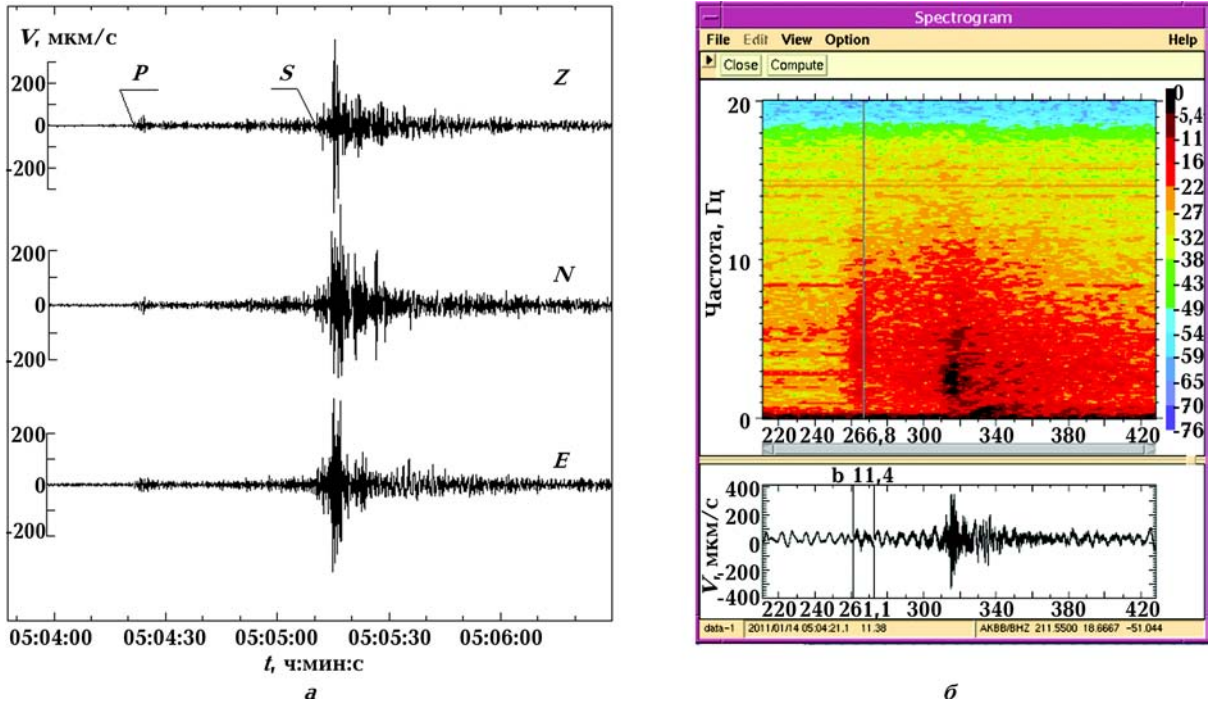 V, мкм/с
200
0
-200
P
S
Z
200
0
-200
N
200
0
-200
E
05:04:00 05:04:30 05:05:00 05:05:30 05:06:00
t, ч:мин:с
а
Spectrogram
File Edit View Option Help
Close Compute
Частота, Гц
20
10
0
220 240 266,8 300 340 380 420
0
-5,4
-11
-16
-22
-27
-32
-38
-43
-49
-54
-59
-65
-70
-76
b 11,4
V, мкм/с
400
200
0
-200
-400
220 240 261,1 300 340 380 420
data-1 2011/01/14 05:04:21.1 11.38 AKBB/BHZ 211.5500 18.6667 -51.044
б